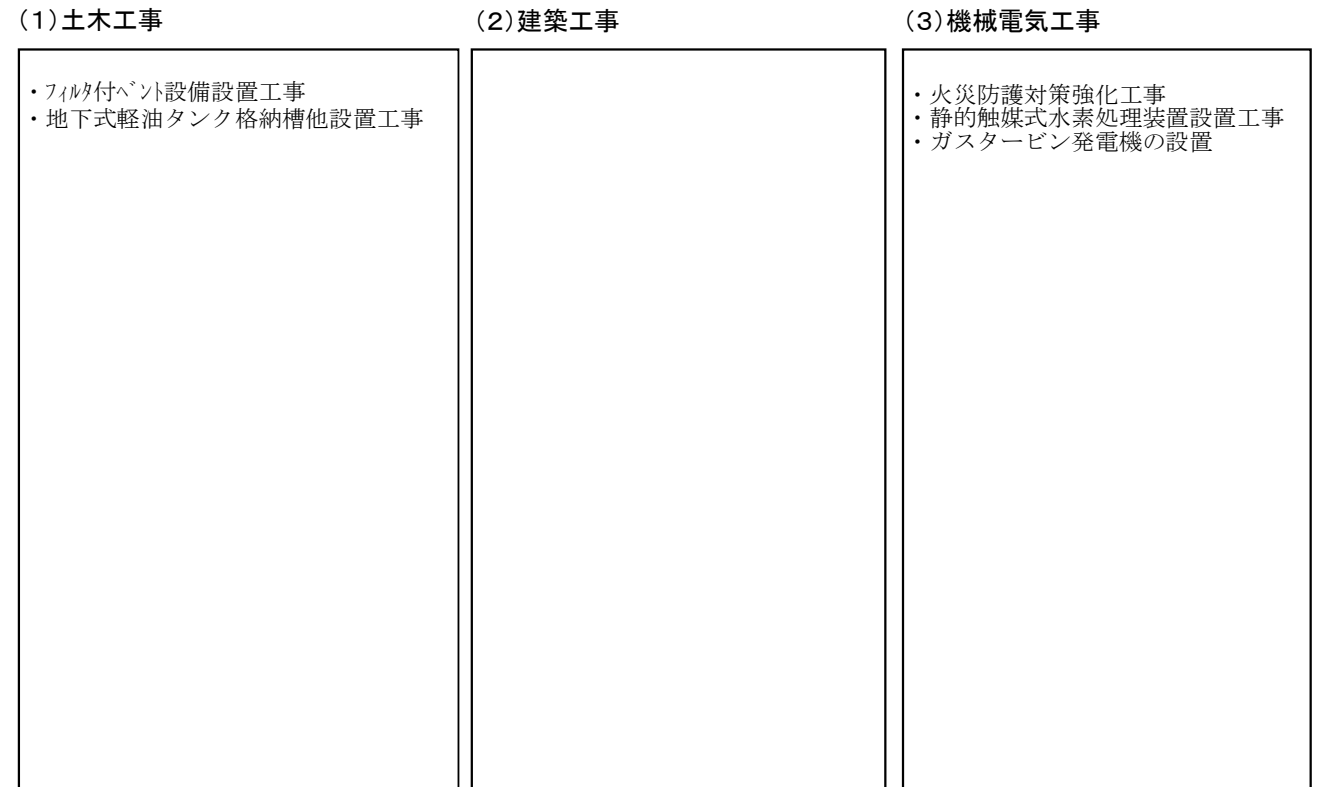 (1)土木工事
・ﾌｨﾙﾀ付ﾍﾞﾝﾄ設備設置工事
・地下式軽油タンク格納槽他設置工事
(2)建築工事
(3)機械電気工事
・火災防護対策強化工事
・静的触媒式水素処理装置設置工事
・ガスタービン発電機の設置